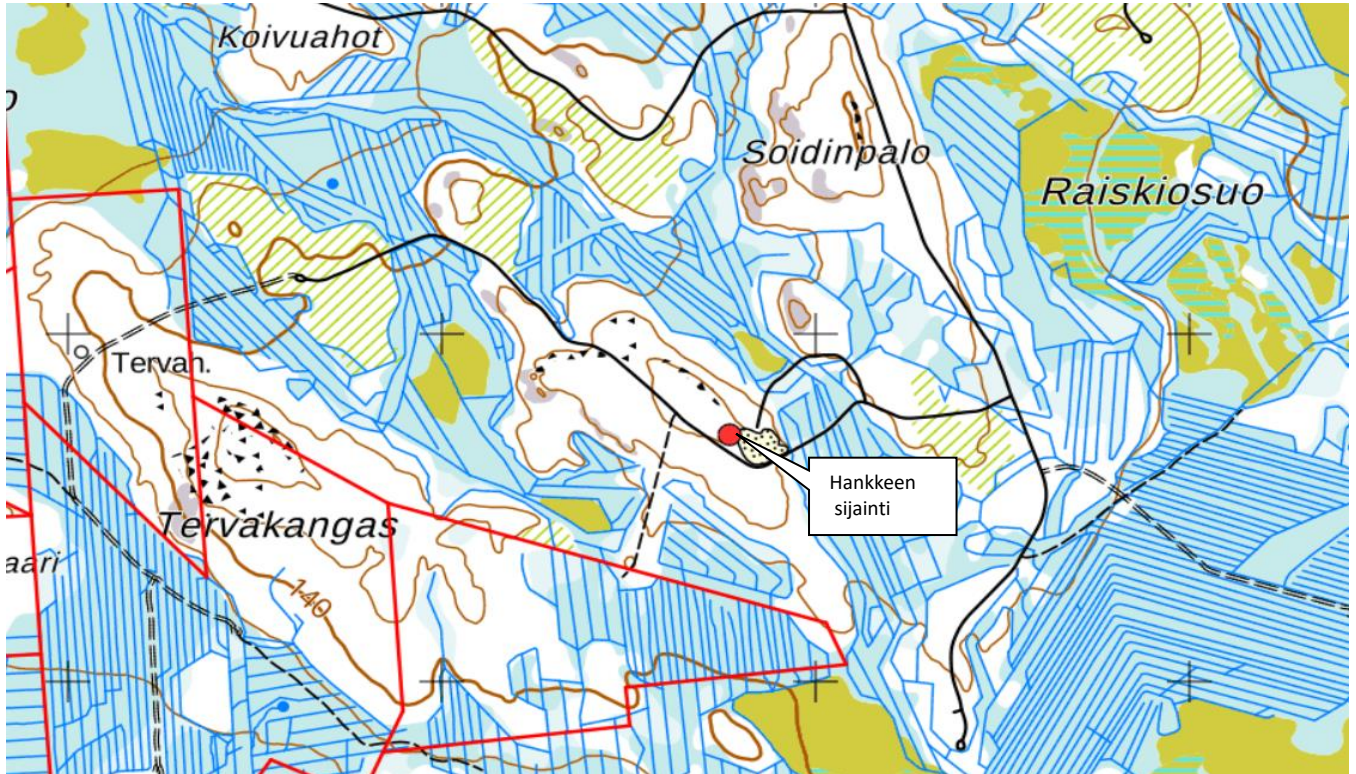 Koivuahot
Soidinpalo
Raiskiosuo
Tervan.
Hankkeen
sijainti
Tervakangas
aari
140